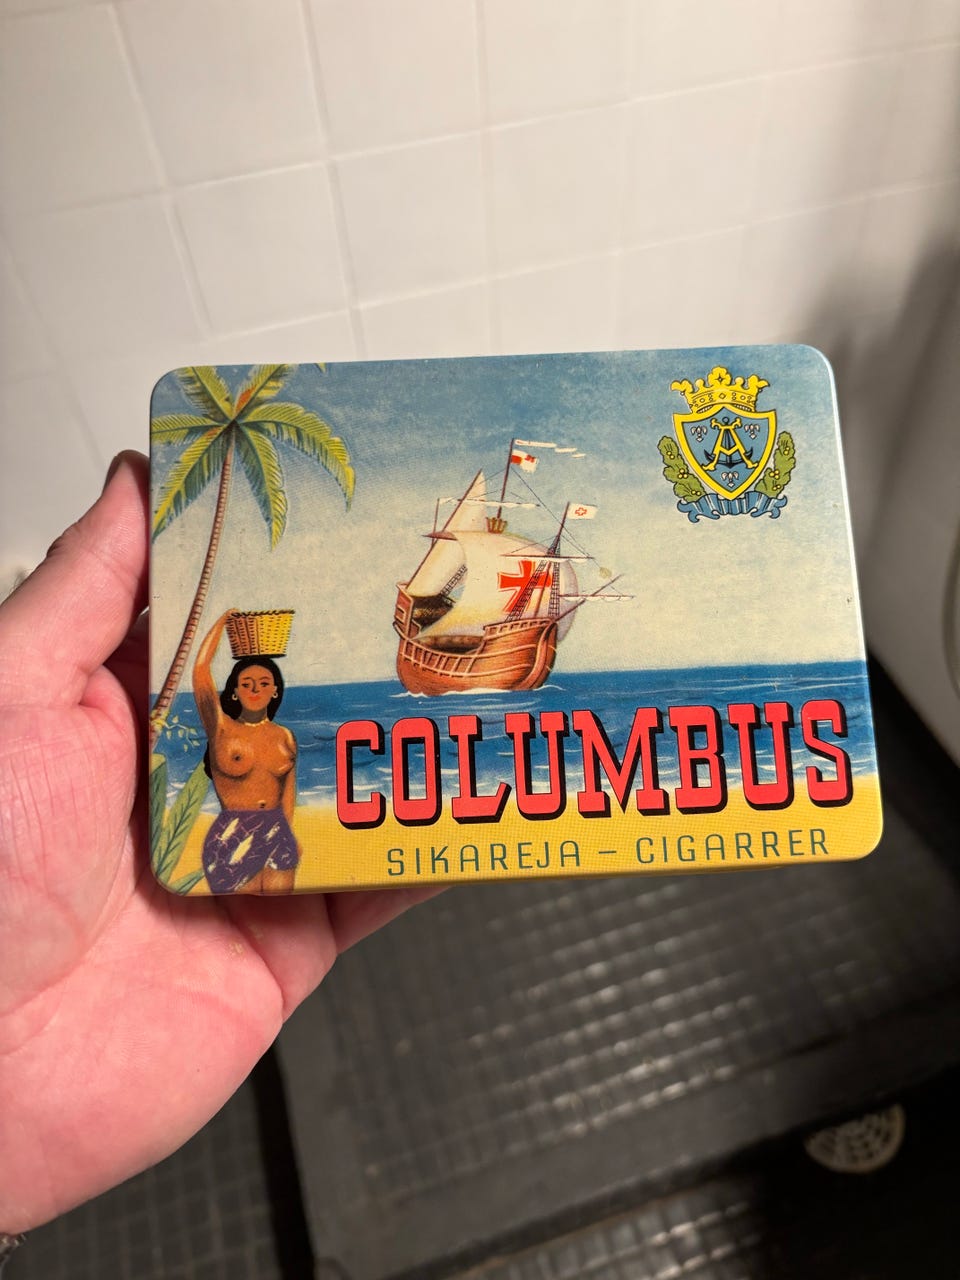 A
COLUMBUS
SIKAREJA – CIGARRER